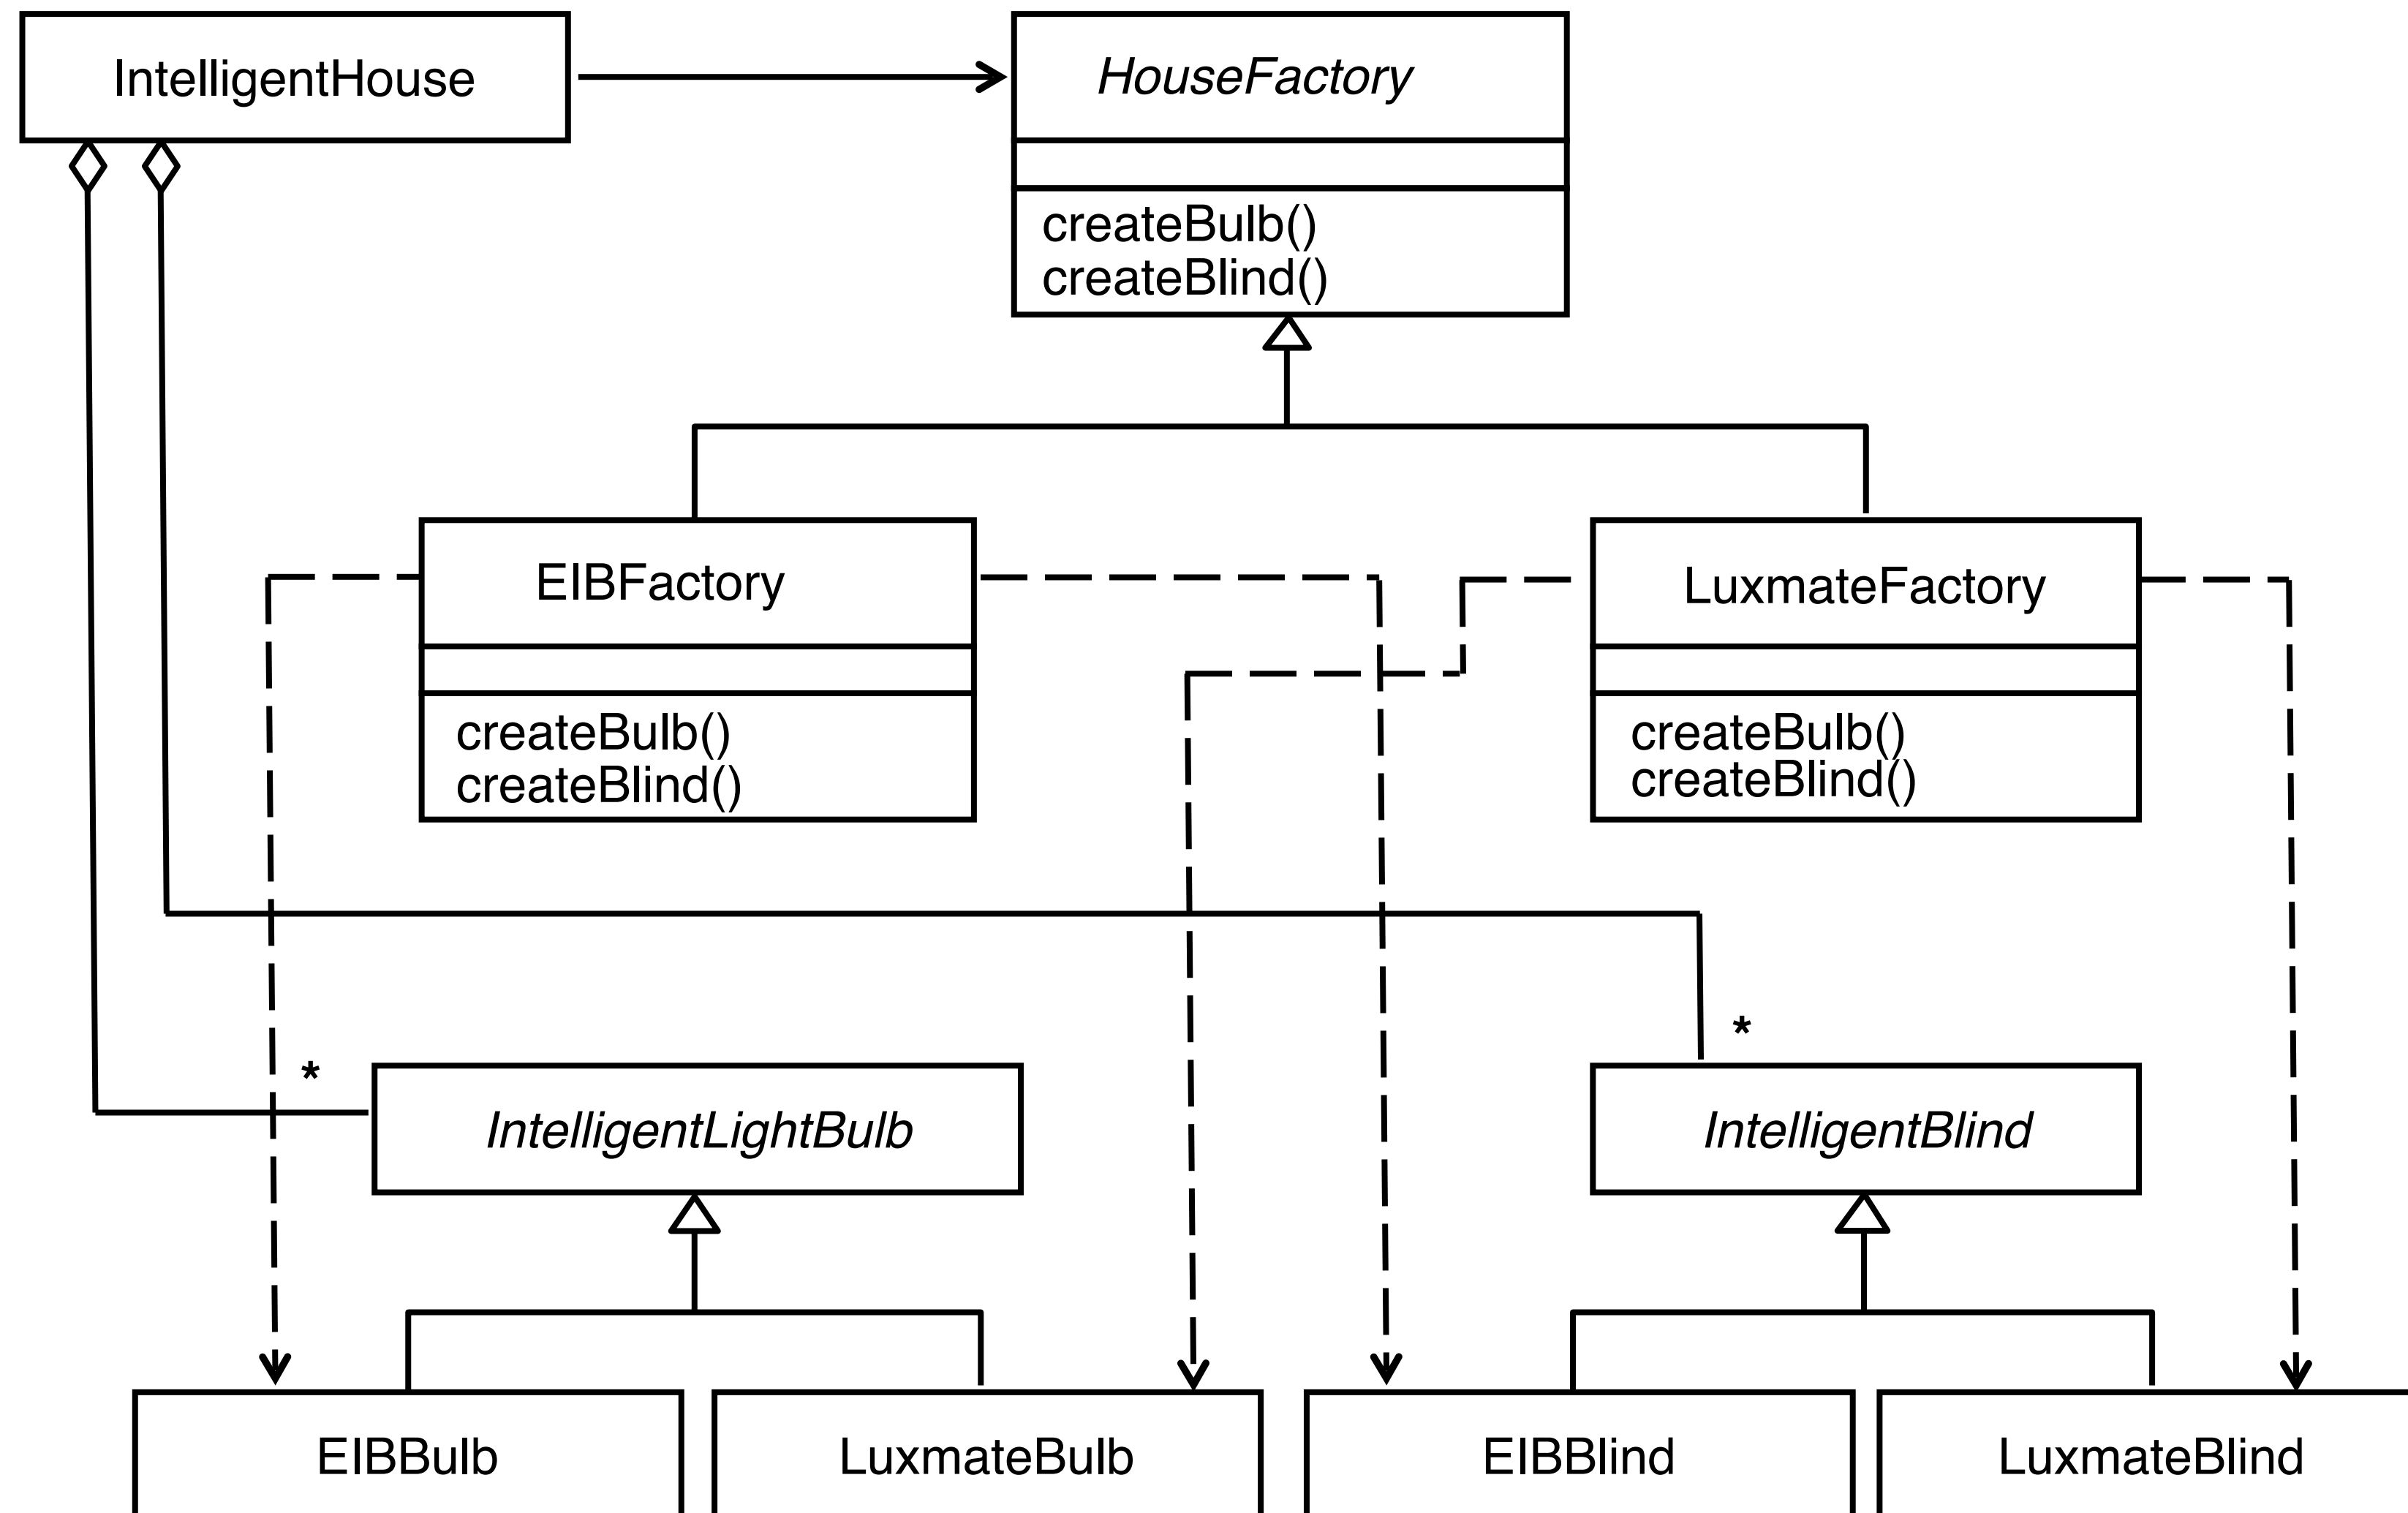 IntelligentHouse
HouseFactory
createBulb()
createBlind()
EIBFactory
createBulb()
createBlind()
LuxmateFactory
createBulb()
createBlind()
*
*
IntelligentLightBulb
IntelligentBlind
EIBBulb
LuxmateBulb
EIBBlind
LuxmateBlind